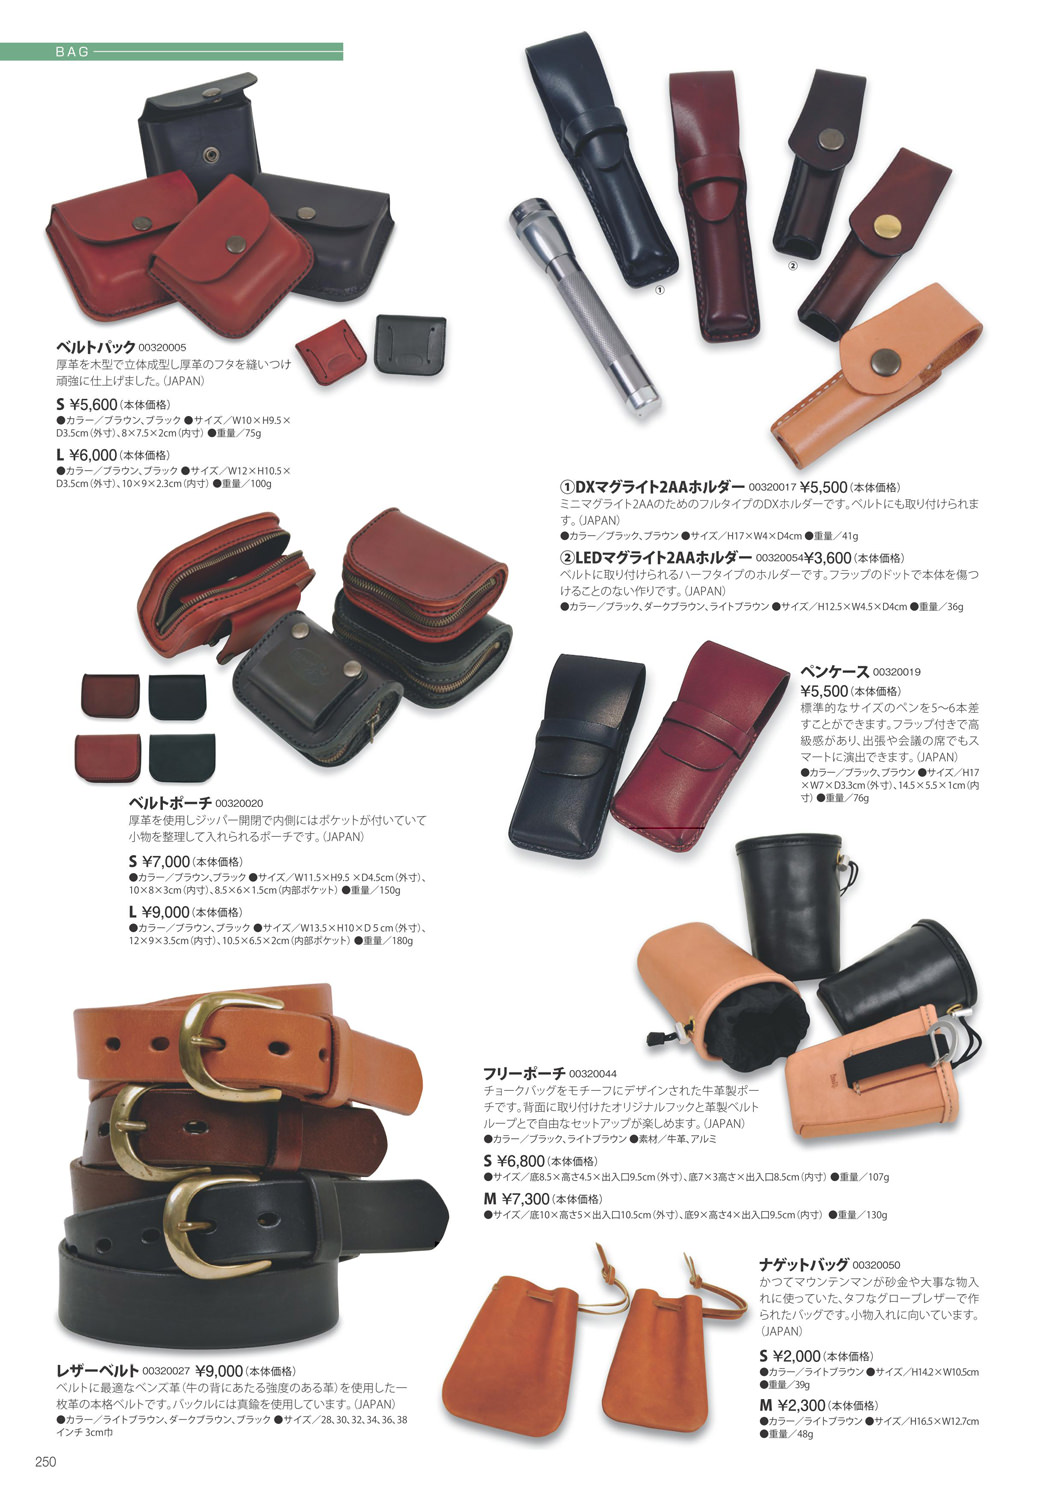 BAG
ベルトパック 00320005
厚革を木型で立体成型し厚革のフタを縫いつけ
頑強に仕上げました。（JAPAN）
S ¥5,600（本体価格）
●カラー／ブラウン、ブラック ●サイズ／W10×H9.5×
D3.5cm（外寸）、8×7.5×2cm（内寸） ●重量／75g
L ¥6,000（本体価格）
●カラー／ブラウン、ブラック ●サイズ／W12×H10.5×
D3.5cm（外寸）、10×9×2.3cm（内寸） ●重量／100g
①
②
①DXマグライト2AAホルダー 00320017 ¥5,500（本体価格）
ミニマグライト2AAのためのフルタイプのDXホルダーです。ベルトにも取り付けられま
す。（JAPAN）
●カラー／ブラック、ブラウン ●サイズ／H17×W4×D4cm ●重量／41g
②LEDマグライト2AAホルダー 00320054¥3,600（本体価格）
ベルトに取り付けられるハーフタイプのホルダーです。フラップのドットで本体を傷つ
けることのない作りです。（JAPAN）
●カラー／ブラック、ダークブラウン、ライトブラウン ●サイズ／H12.5×W4.5×D4cm ●重量／36g
ペンケース 00320019
¥5,500（本体価格）
標準的なサイズのペンを5〜6本差
すことができます。フラップ付きで高
級感があり、出張や会議の席でもス
マートに演出できます。（JAPAN）
●カラー／ブラック、ブラウン ●サイズ／H17
×W7×D3.3cm（外寸）、14.5×5.5×1cm（内
寸） ●重量／76g
ベルトポーチ 00320020
厚革を使用しジッパー開閉で内側にはポケットが付いていて
小物を整理して入れられるポーチです。（JAPAN）
S ¥7,000（本体価格）
●カラー／ブラウン、ブラック ●サイズ／W11.5×H9.5 ×D4.5cm（外寸）、
10×8×3cm（内寸）、8.5×6×1.5cm（内部ポケット） ●重量／150g
L ¥9,000（本体価格）
●カラー／ブラウン、ブラック ●サイズ／W13.5×H10×D５cm（外寸）、
12×9×3.5cm（内寸）、10.5×6.5×2cm（内部ポケット） ●重量／180g
フリーポーチ 00320044
チョークバッグをモチーフにデザインされた牛革製ポー
チです。背面に取り付けたオリジナルフックと革製ベルト
ループとで自由なセットアップが楽しめます。（JAPAN）
●カラー／ブラック、ライトブラウン ●素材／牛革、アルミ
S ¥6,800（本体価格）
●サイズ／底8.5×高さ4.5×出入口9.5cm（外寸）、底7×3高さ×出入口8.5cm（内寸） ●重量／107g
M ¥7,300（本体価格）
●サイズ／底10×高さ5×出入口10.5cm（外寸）、底9×高さ4×出入口9.5cm（内寸） ●重量／130g
レザーベルト 00320027 ¥9,000（本体価格）
ベルトに最適なベンズ革（牛の背にあたる強度のある革）を使用した一
枚革の本格ベルトです。バックルには真鍮を使用しています。（JAPAN）
●カラー／ライトブラウン、ダークブラウン、ブラック ●サイズ／28、30、32、34、36、38
インチ 3cm巾
ナゲットバッグ 00320050
かつてマウンテンマンが砂金や大事な物入
れに使っていた、タフなグローブレザーで作
られたバッグです。小物入れに向いています。
（JAPAN）
S ¥2,000（本体価格）
●カラー／ライトブラウン ●サイズ／H14.2×W10.5cm
●重量／39g
M ¥2,300（本体価格）
●カラー／ライトブラウン ●サイズ／H16.5×W12.7cm
●重量／48g
250